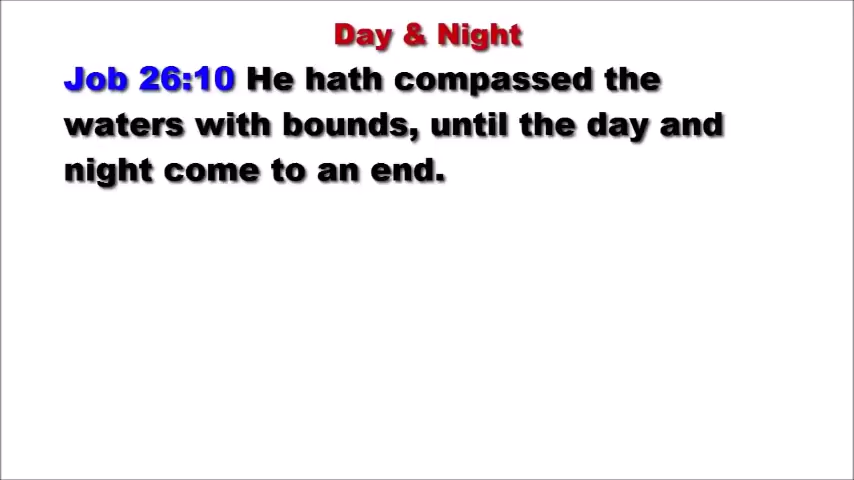 Day & Night
Job 26:10 He hath compassed the
waters with bounds, until the day and
night come to an end.